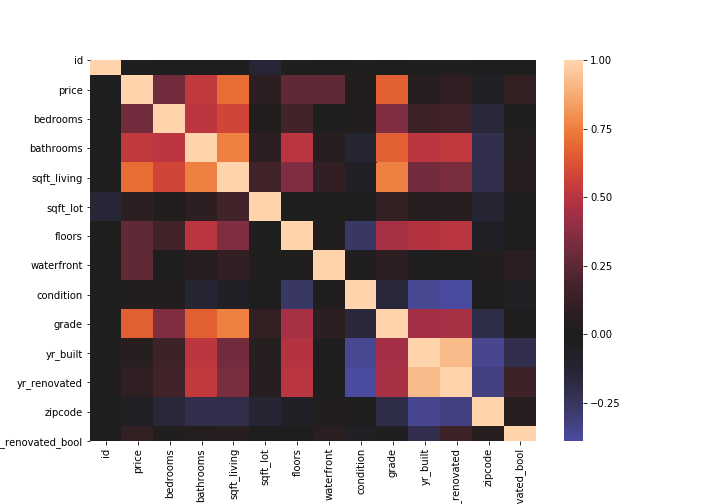 id
price
bedrooms
bathrooms
sqft_living
sqft_lot
floors
waterfront
condition
grade
yr_built
yr_renovated
zipcode
_renovated_bool
id
price
bedrooms
bathrooms
sqft_living
sqft_lot
floors
waterfront
condition
grade
yr_built
_renovated
zipcode
vated_bool
1.00
0.75
0.50
0.25
0.00
−0.25